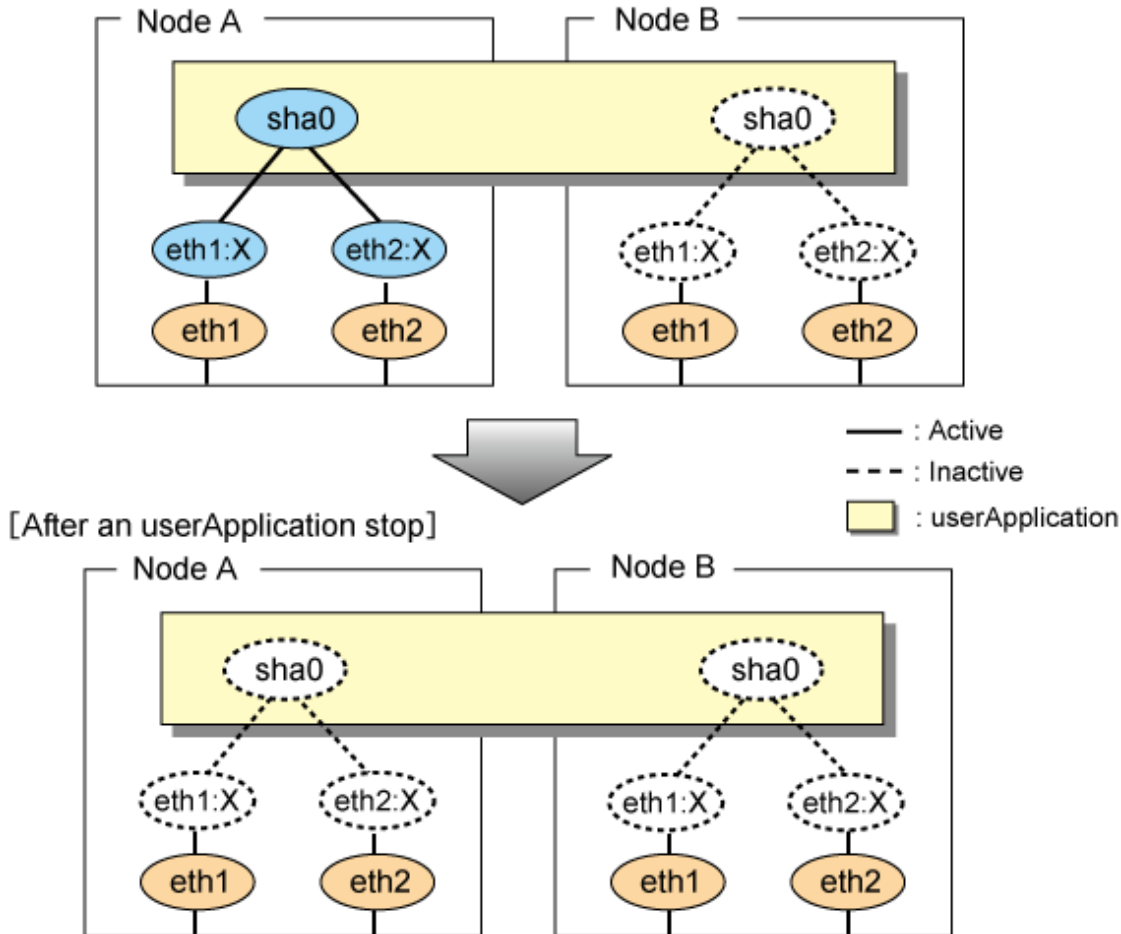 Node A
Node B
sha0
sha0
eth1:X
eth2:X
eth1:X
eth2:X
eth1
eth2
eth1
eth2
: Active
: Inactive
: userApplication
[After an userApplication stop]
Node A
Node B
sha0
sha0
eth1:X
eth2:X
eth1:X
eth2:X
eth1
eth2
eth1
eth2